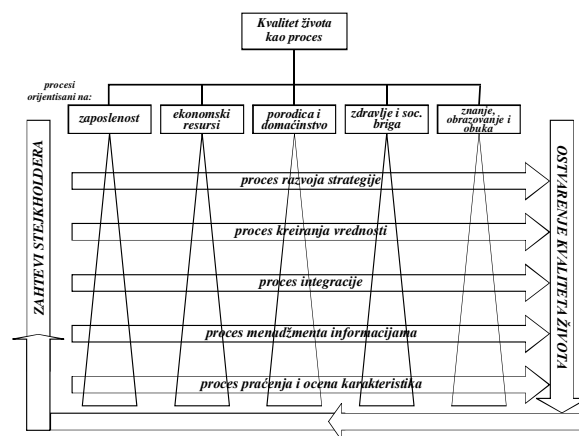 Kvalitet života
kao proces
procesi
orijentisani na:
zaposlenost
ekonomski
resursi
porodica i
domaćinstvo
zdravlje i soc.
briga
znanje,
obrazovanje i
obuka
ZAHTEVI STEJKHOLDERA
proces razvoja strategije
proces kreiranja vrednosti
proces integracije
proces menadžmenta informacijama
proces praćenja i ocena karakteristika
OSTVARENJE KVALITETA ŽIVOTA